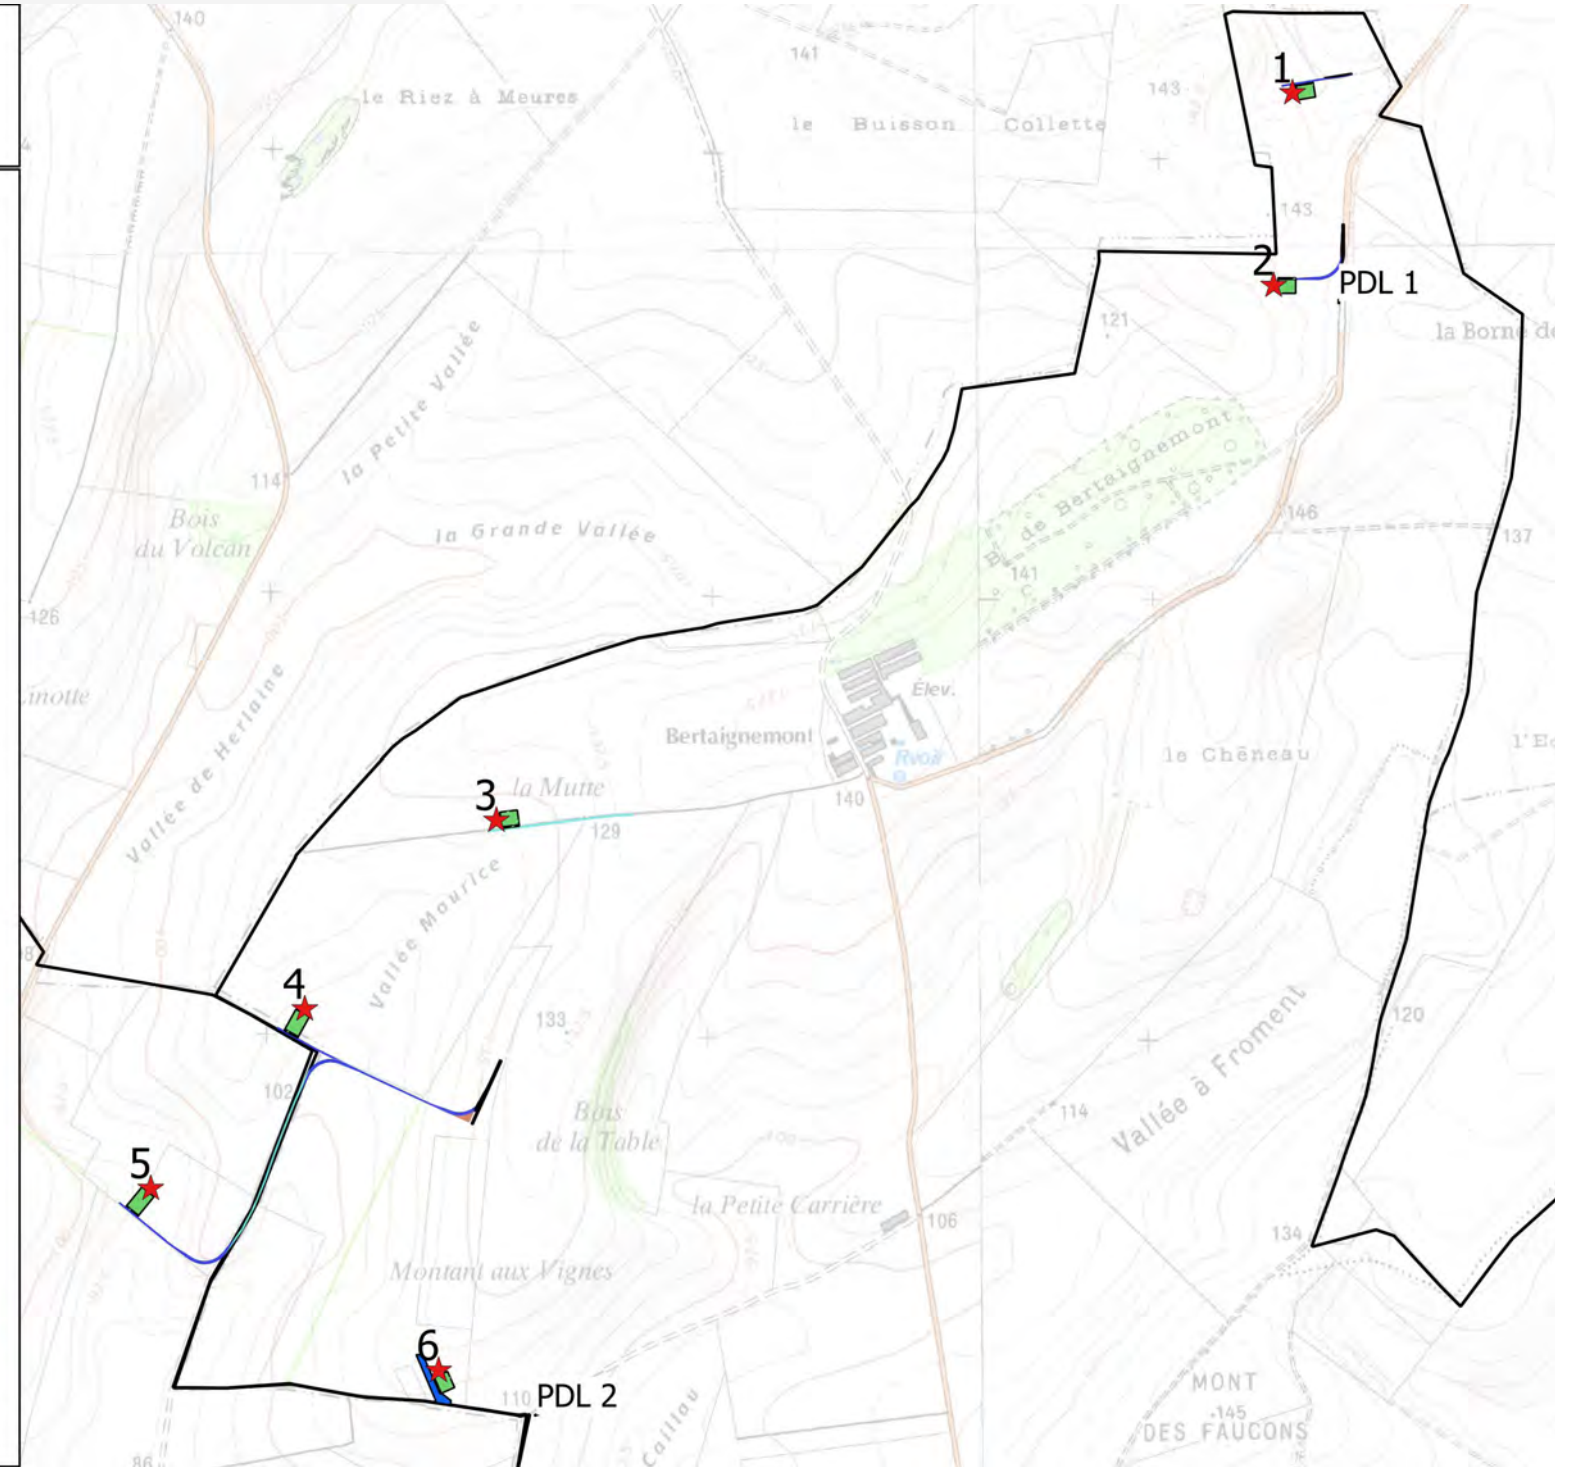 140
1
141
143
le Riez à Meures
le Buisson Collette
143
2
PDL 1
121
la Borne de
la Petite Vallée
114
B. de Bertaignemont
Bois
du Volcan
la Grande Vallée
146
137
141
126
Élev.
Bertaignemont
Rvoir
le Chêneau
Vallée de Herlaine
3
la Mutte
140
129
Vallée Maurice
4
133
120
102
Bois
de la Table
114
Vallée à Froment
5
la Petite Carrière
106
134
Montant aux Vignes
6
110
PDL 2
MONT
145
DES FAUCONS
Caillau
86